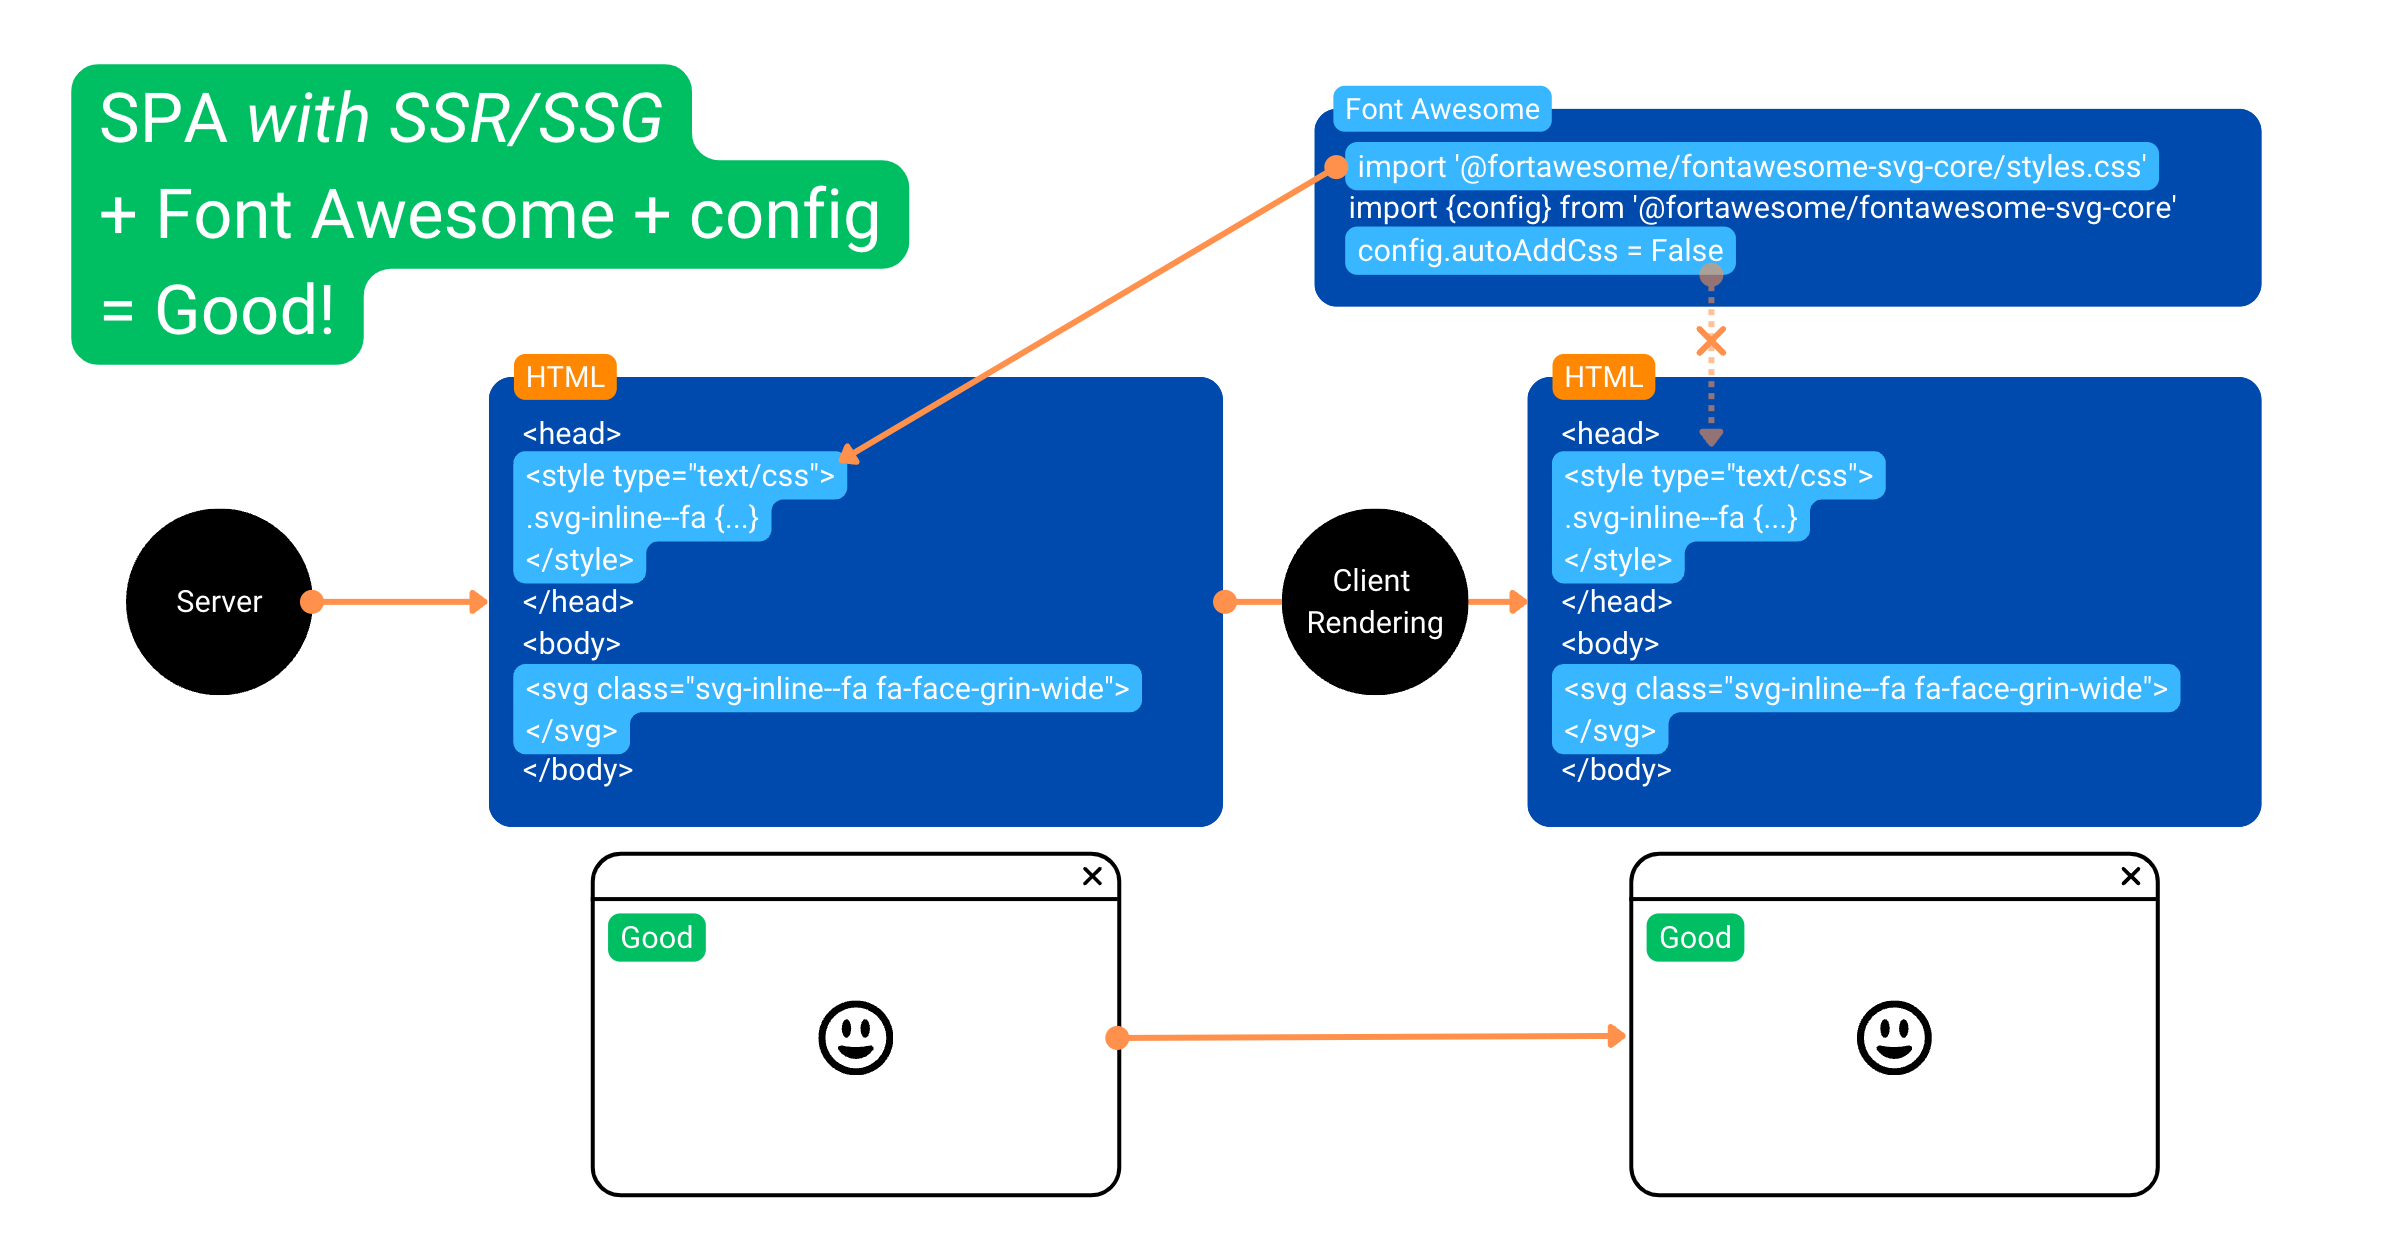 SPA with SSR/SSG
+ Font Awesome + config
= Good!
Font Awesome
import '@fortawesome/fontawesome-svg-core/styles.css'
import {config} from '@fortawesome/fontawesome-svg-core'
config.autoAddCss = False
Server
HTML
<head>
<style type="text/css">
.svg-inline--fa {...}
</style>
</head>
<body>
<svg class="svg-inline--fa fa-face-grin-wide">
</svg>
</body>
Client
Rendering
HTML
<head>
<style type="text/css">
.svg-inline--fa {...}
</style>
</head>
<body>
<svg class="svg-inline--fa fa-face-grin-wide">
</svg>
</body>
Good
Good